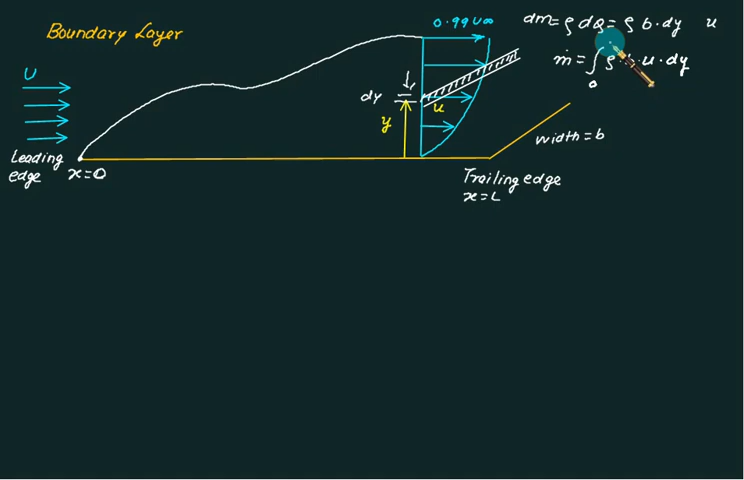 Boundary Layer
0.99U∞
dm = ρ dQ = ρ b·dy u
ṁ = ∫ ρ u·dy
0
U
dy
u
y
width = b
Leading
edge
x=0
Trailing edge
x=L